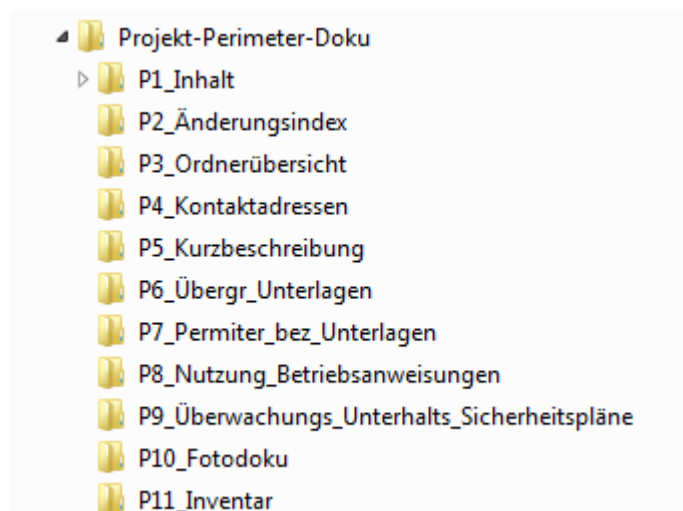 Projekt-Perimeter-Doku
P1_Inhalt
P2_Änderungsindex
P3_Ordnerübersicht
P4_Kontaktadressen
P5_Kurzbeschreibung
P6_Übergr_Unterlagen
P7_Permiter_bez_Unterlagen
P8_Nutzung_Betriebsanweisungen
P9_Überwachungs_Unterhalts_Sicherheitspläne
P10_Fotodoku
P11_Inventar